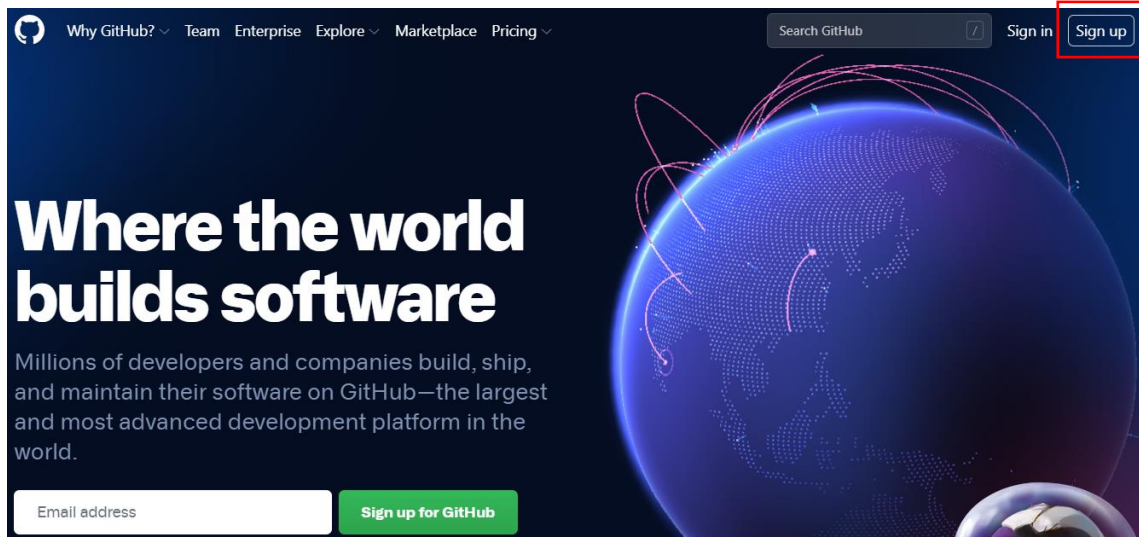 Why GitHub? Team Enterprise Explore Marketplace Pricing Search GitHub / Sign in Sign up
Where the world
builds software
Millions of developers and companies build, ship,
and maintain their software on GitHub—the largest
and most advanced development platform in the
world.
Email address Sign up for GitHub